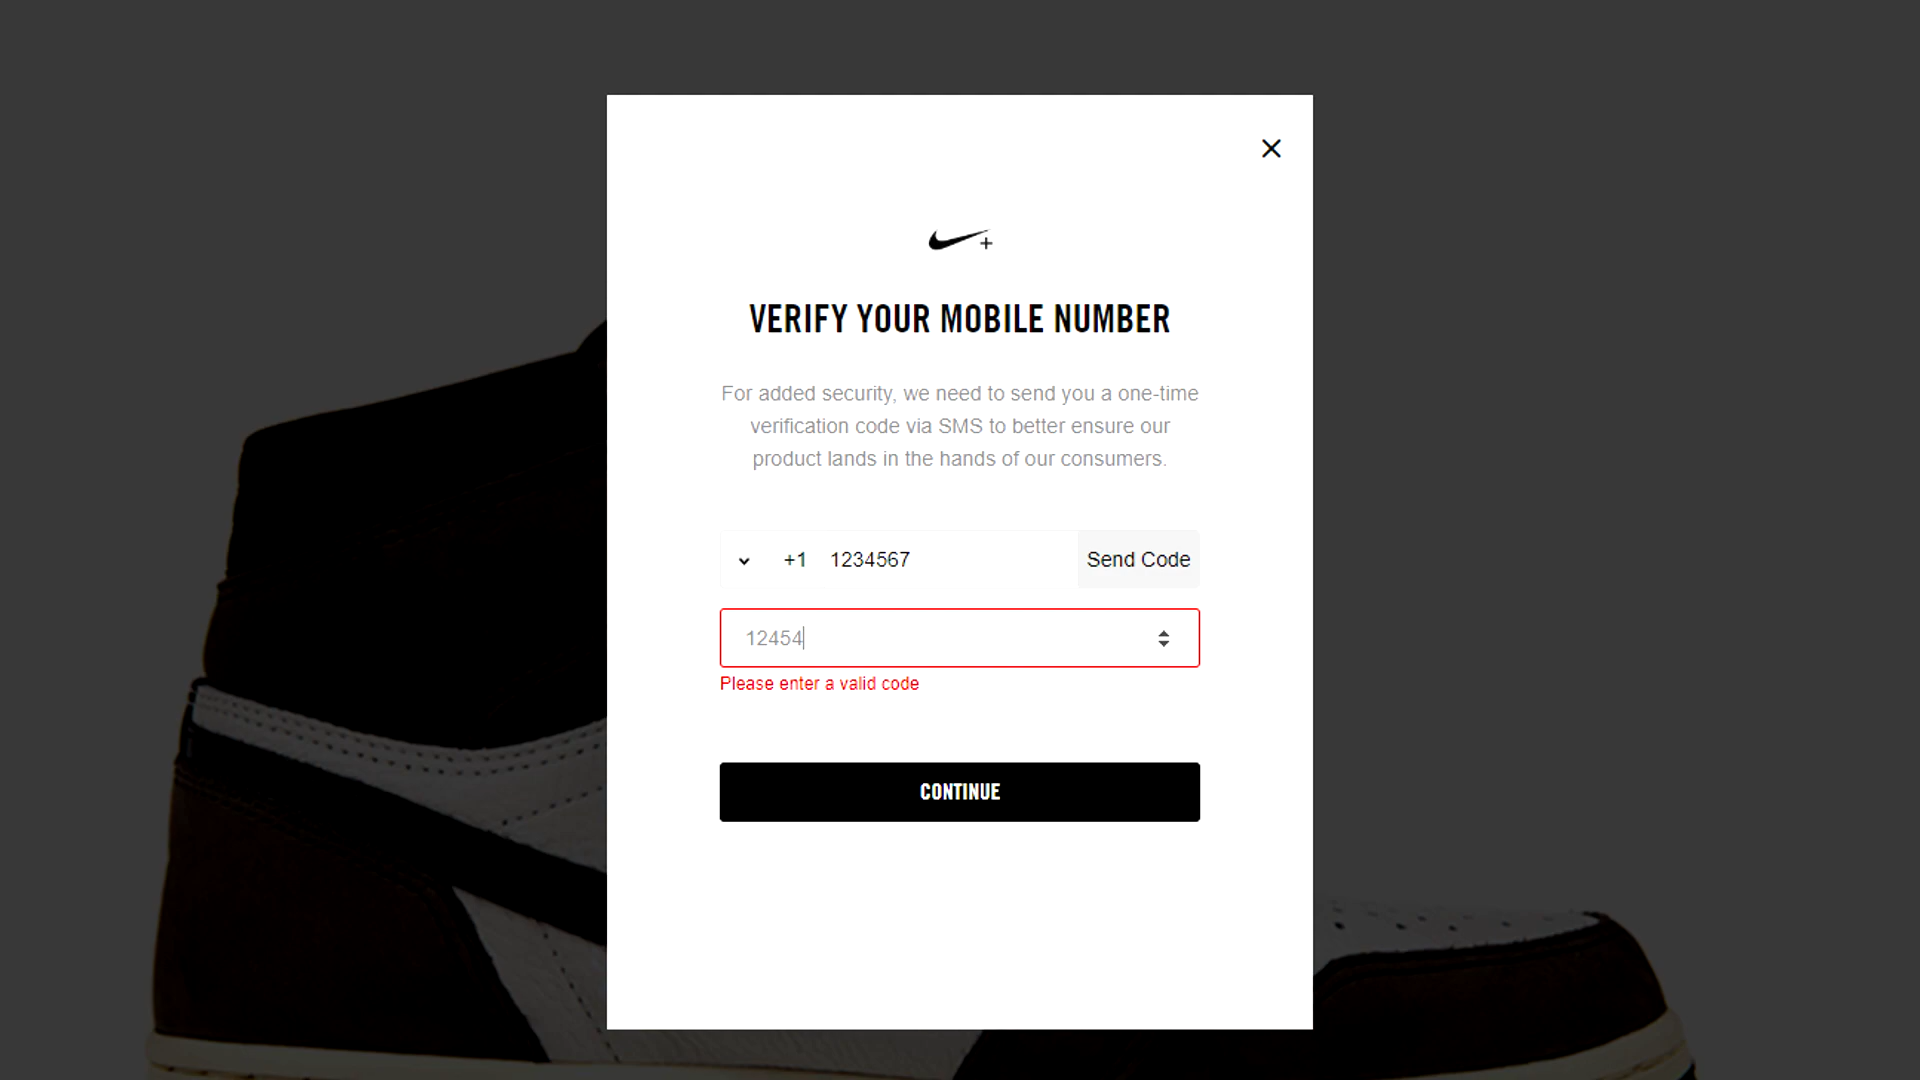 VERIFY YOUR MOBILE NUMBER
For added security, we need to send you a one-time
verification code via SMS to better ensure our
product lands in the hands of our consumers.
+1 1234567 Send Code
12454
Please enter a valid code
CONTINUE